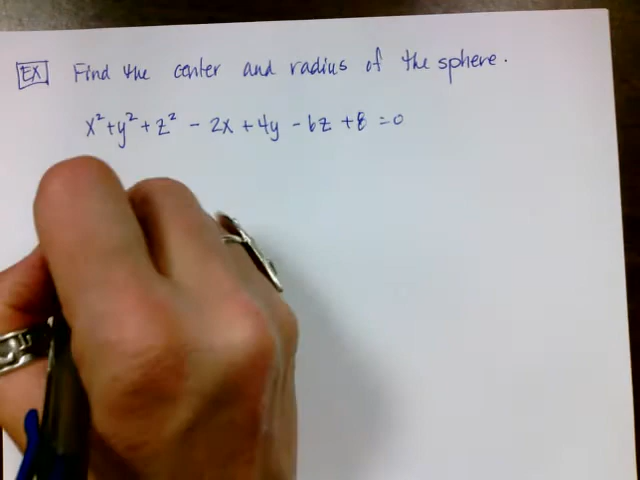 EX Find the center and radius of the sphere.
x²+y²+z² - 2x + 4y - 6z + 8 = 0